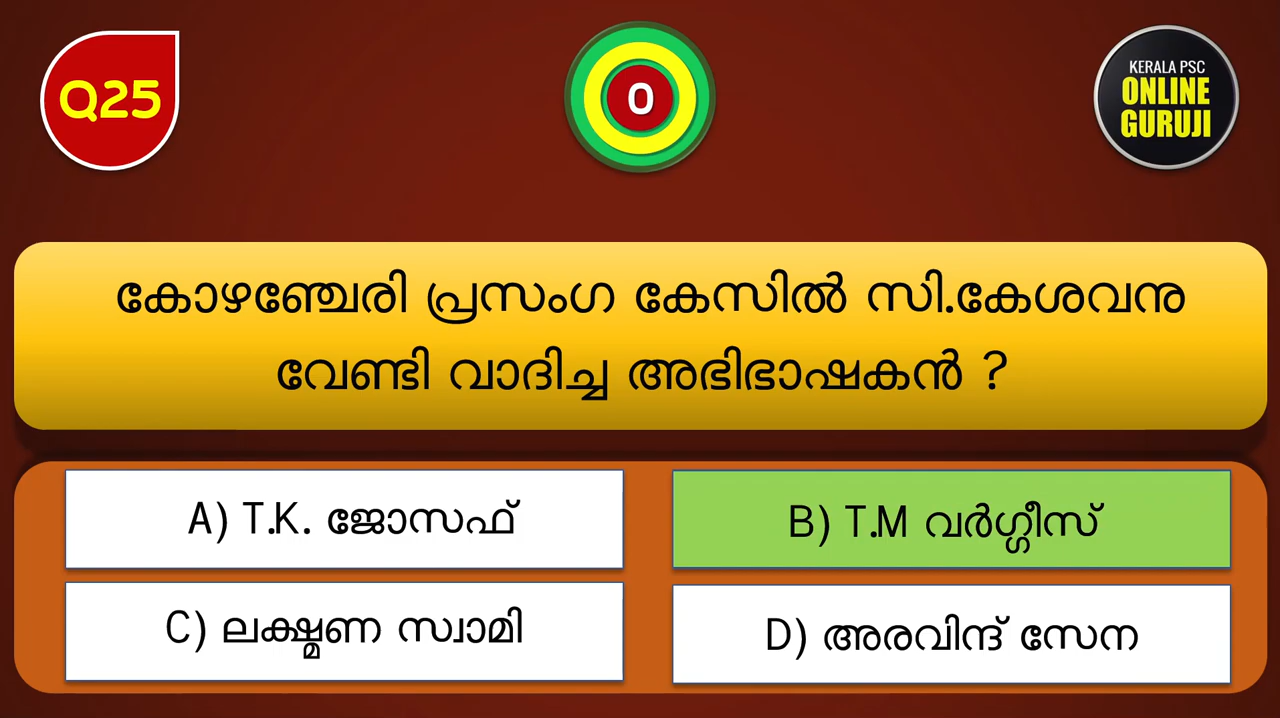 Q25
0
KERALA PSC
ONLINE
GURUJI
കോഴഞ്ചേരി പ്രസംഗ കേസിൽ സി.കേശവനു
വേണ്ടി വാദിച്ച അഭിഭാഷകൻ ?
A) T.K. ജോസഫ്
B) T.M വർഗ്ഗീസ്
C) ലക്ഷ്മണ സ്വാമി
D) അരവിന്ദ് സേന